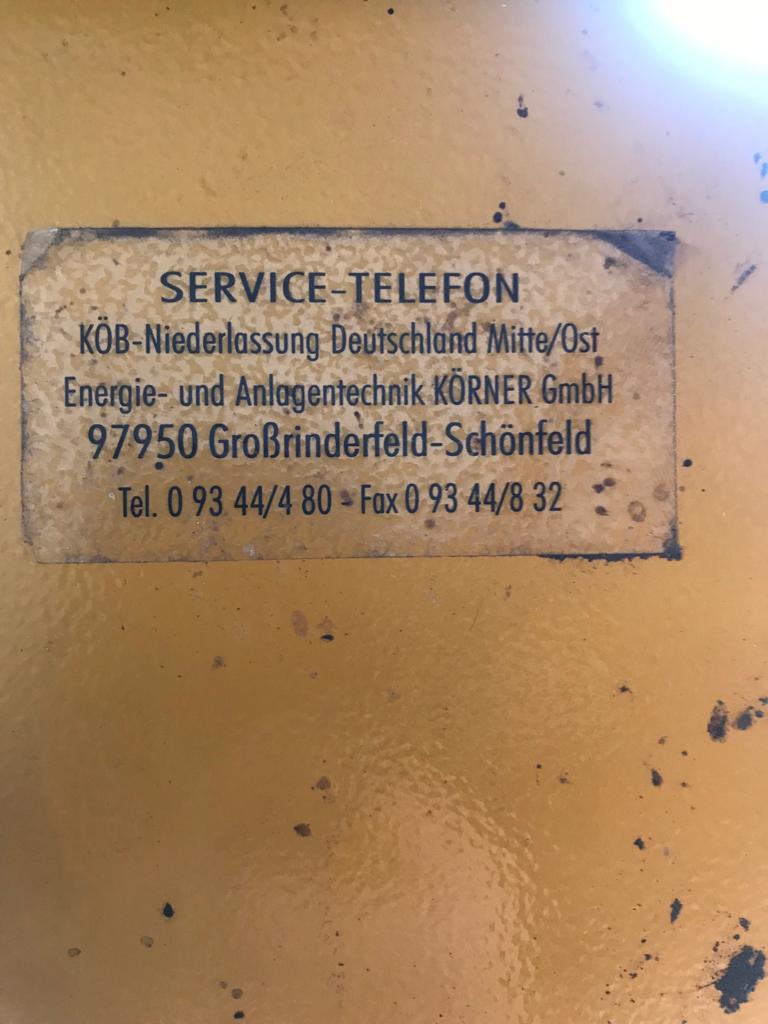 SERVICE-TELEFON
KÖB-Niederlassung Deutschland Mitte/Ost
Energie- und Anlagentechnik KÖRNER GmbH
97950 Großrinderfeld-Schönfeld
Tel. 0 93 44/4 80 - Fax 0 93 44/8 32